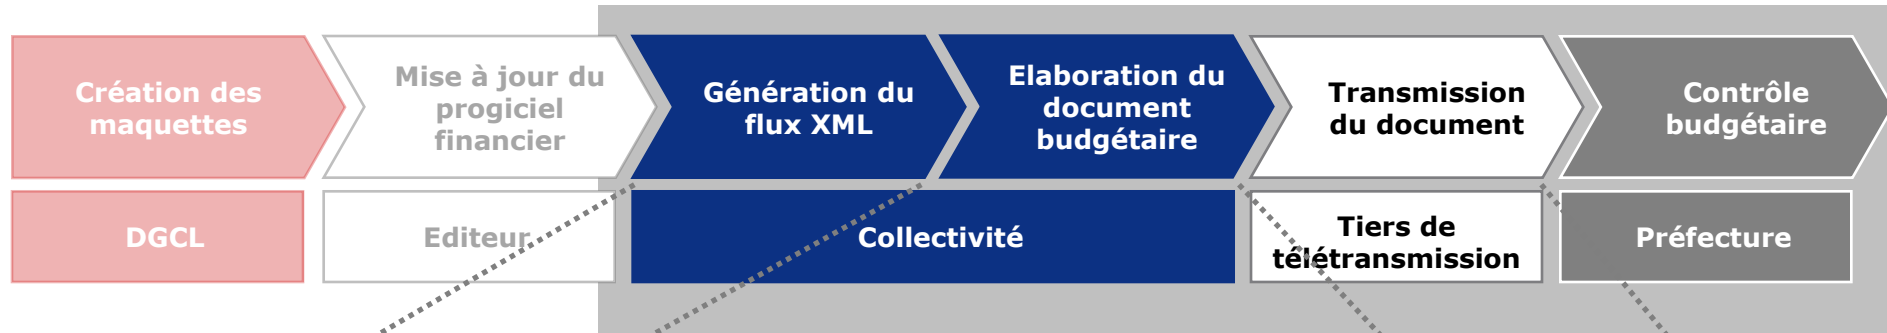 Création des
maquettes
Mise à jour du
progiciel
financier
Génération du
flux XML
Elaboration du
document
budgétaire
Transmission
du document
Contrôle
budgétaire
DGCL
Editeur
Collectivité
Tiers de
télétransmission
Préfecture